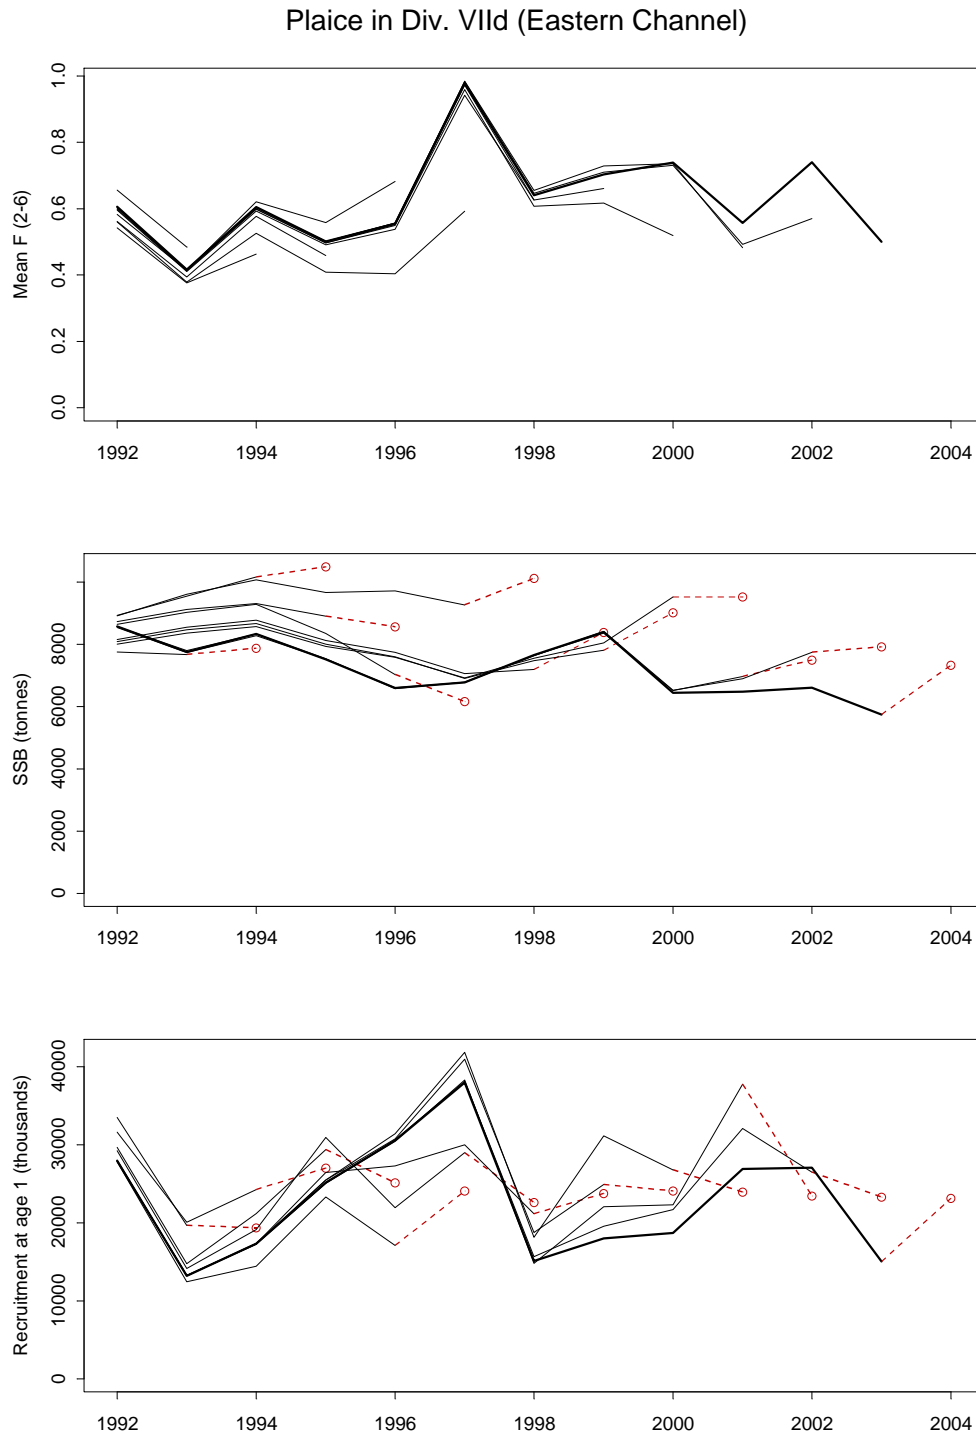 Plaice in Div. VIId (Eastern Channel)
Mean F (2-6)
1.0
0.8
0.6
0.4
0.2
0.0
1992 1994 1996 1998 2000 2002 2004
SSB (tonnes)
8000
6000
4000
2000
0
1992 1994 1996 1998 2000 2002 2004
Recruitment at age 1 (thousands)
40000
30000
20000
10000
0
1992 1994 1996 1998 2000 2002 2004